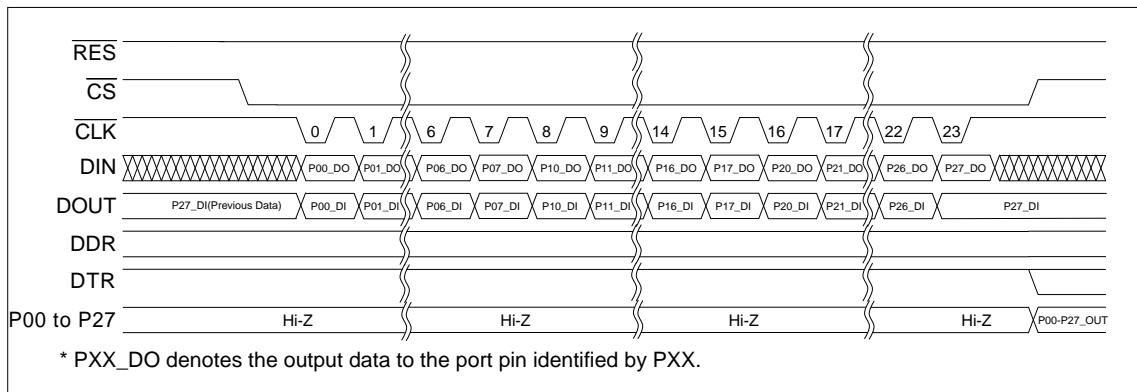 RES
CS
CLK 0 1 6 7 8 9 14 15 16 17 22 23
DIN P00_DO P01_DO P06_DO P07_DO P10_DO P11_DO P16_DO P17_DO P20_DO P21_DO P26_DO P27_DO
DOUT P27_DI(Previous Data) P00_DI P01_DI P06_DI P07_DI P10_DI P11_DI P16_DI P17_DI P20_DI P21_DI P26_DI P27_DI
DDR
DTR
P00 to P27 Hi-Z Hi-Z Hi-Z Hi-Z P00-P27_OUT
* PXX_DO denotes the output data to the port pin identified by PXX.